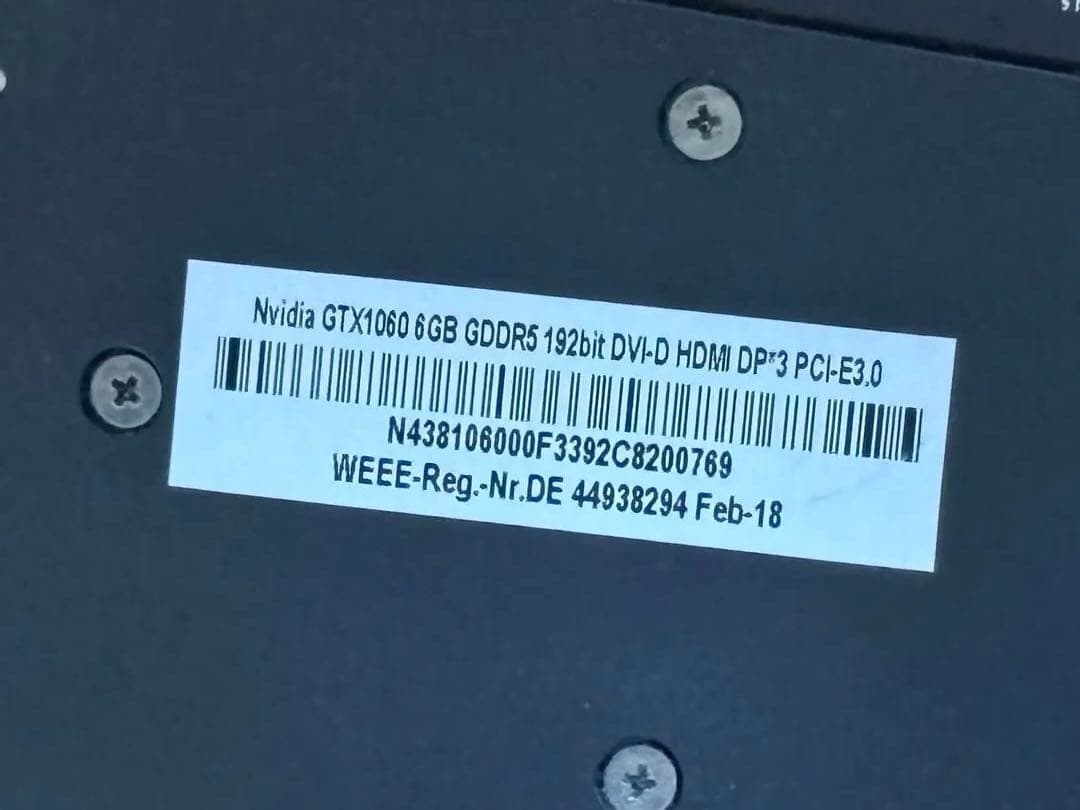 Nvidia GTX1060 6GB GDDR5 192bit DVI-D HDMI DP*3 PCI-E3.0
N438106000F3392C8200769
WEEE-Reg.-Nr.DE 44938294 Feb-18